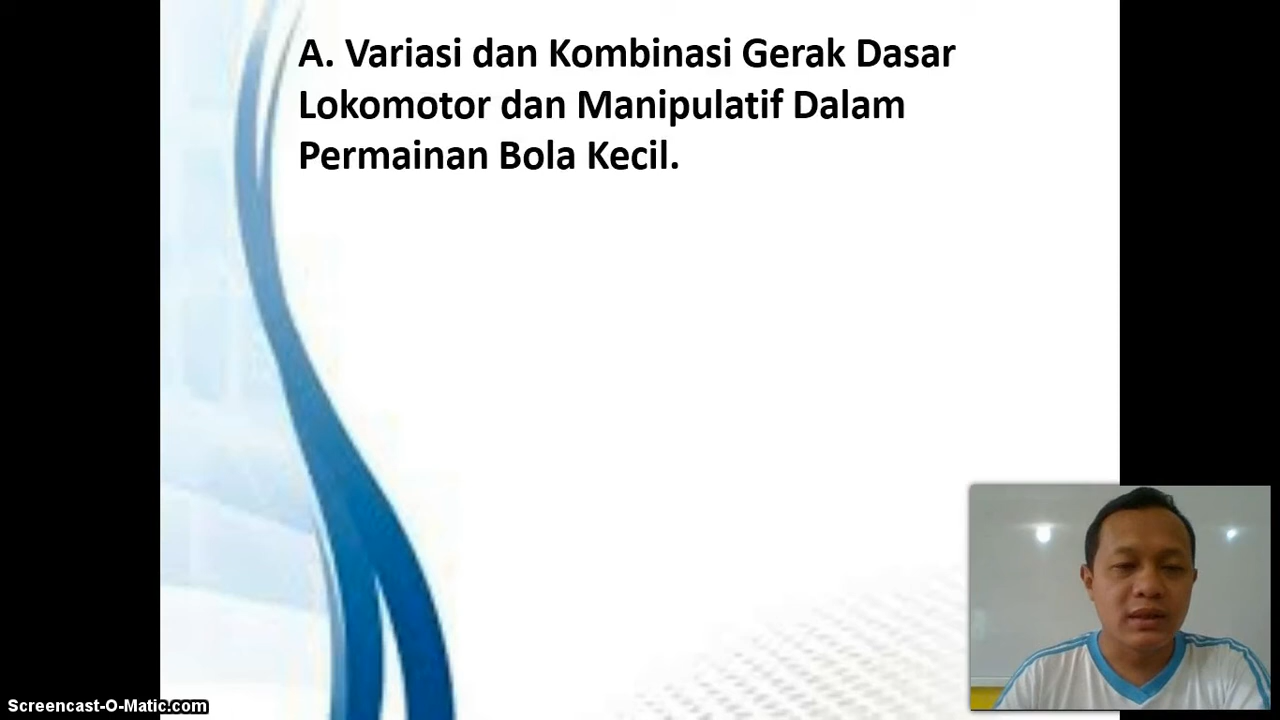 A. Variasi dan Kombinasi Gerak Dasar
Lokomotor dan Manipulatif Dalam
Permainan Bola Kecil.
Screencast-O-Matic.com